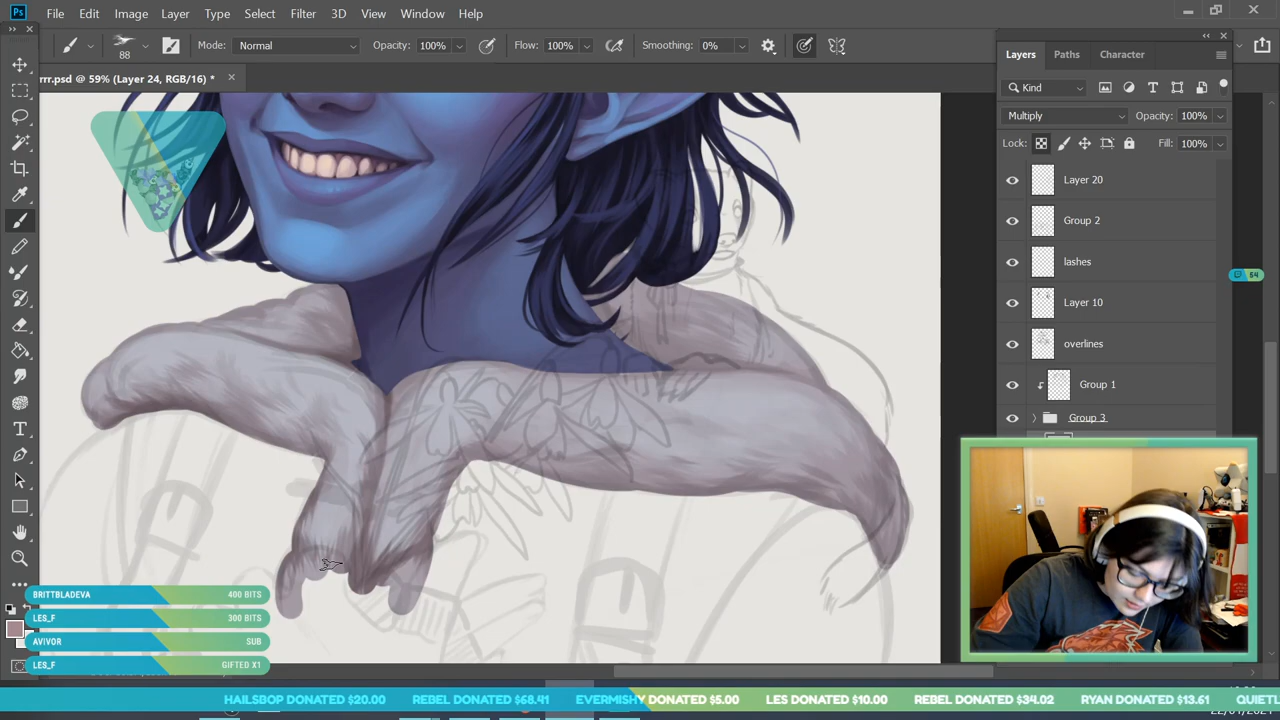 Ps File Edit Image Layer Type Select Filter 3D View Window Help
88 Mode: Normal Opacity: 100% Flow: 100% Smoothing: 0%
rrr.psd @ 59% (Layer 24, RGB/16) *
Layers Paths Character
Kind
Multiply Opacity: 100%
Lock: Fill: 100%
Layer 20
Group 2
lashes
54
Layer 10
overlines
Group 1
Group 3
BRITTBLADEVA 400 BITS
LES_F 300 BITS
AVIVOR SUB
LES_F GIFTED X1
HAILSBOP DONATED $20.00 REBEL DONATED $68.41 EVERMISHY DONATED $5.00 LES DONATED $10.00 REBEL DONATED $34.02 RYAN DONATED $13.61 QUIETL